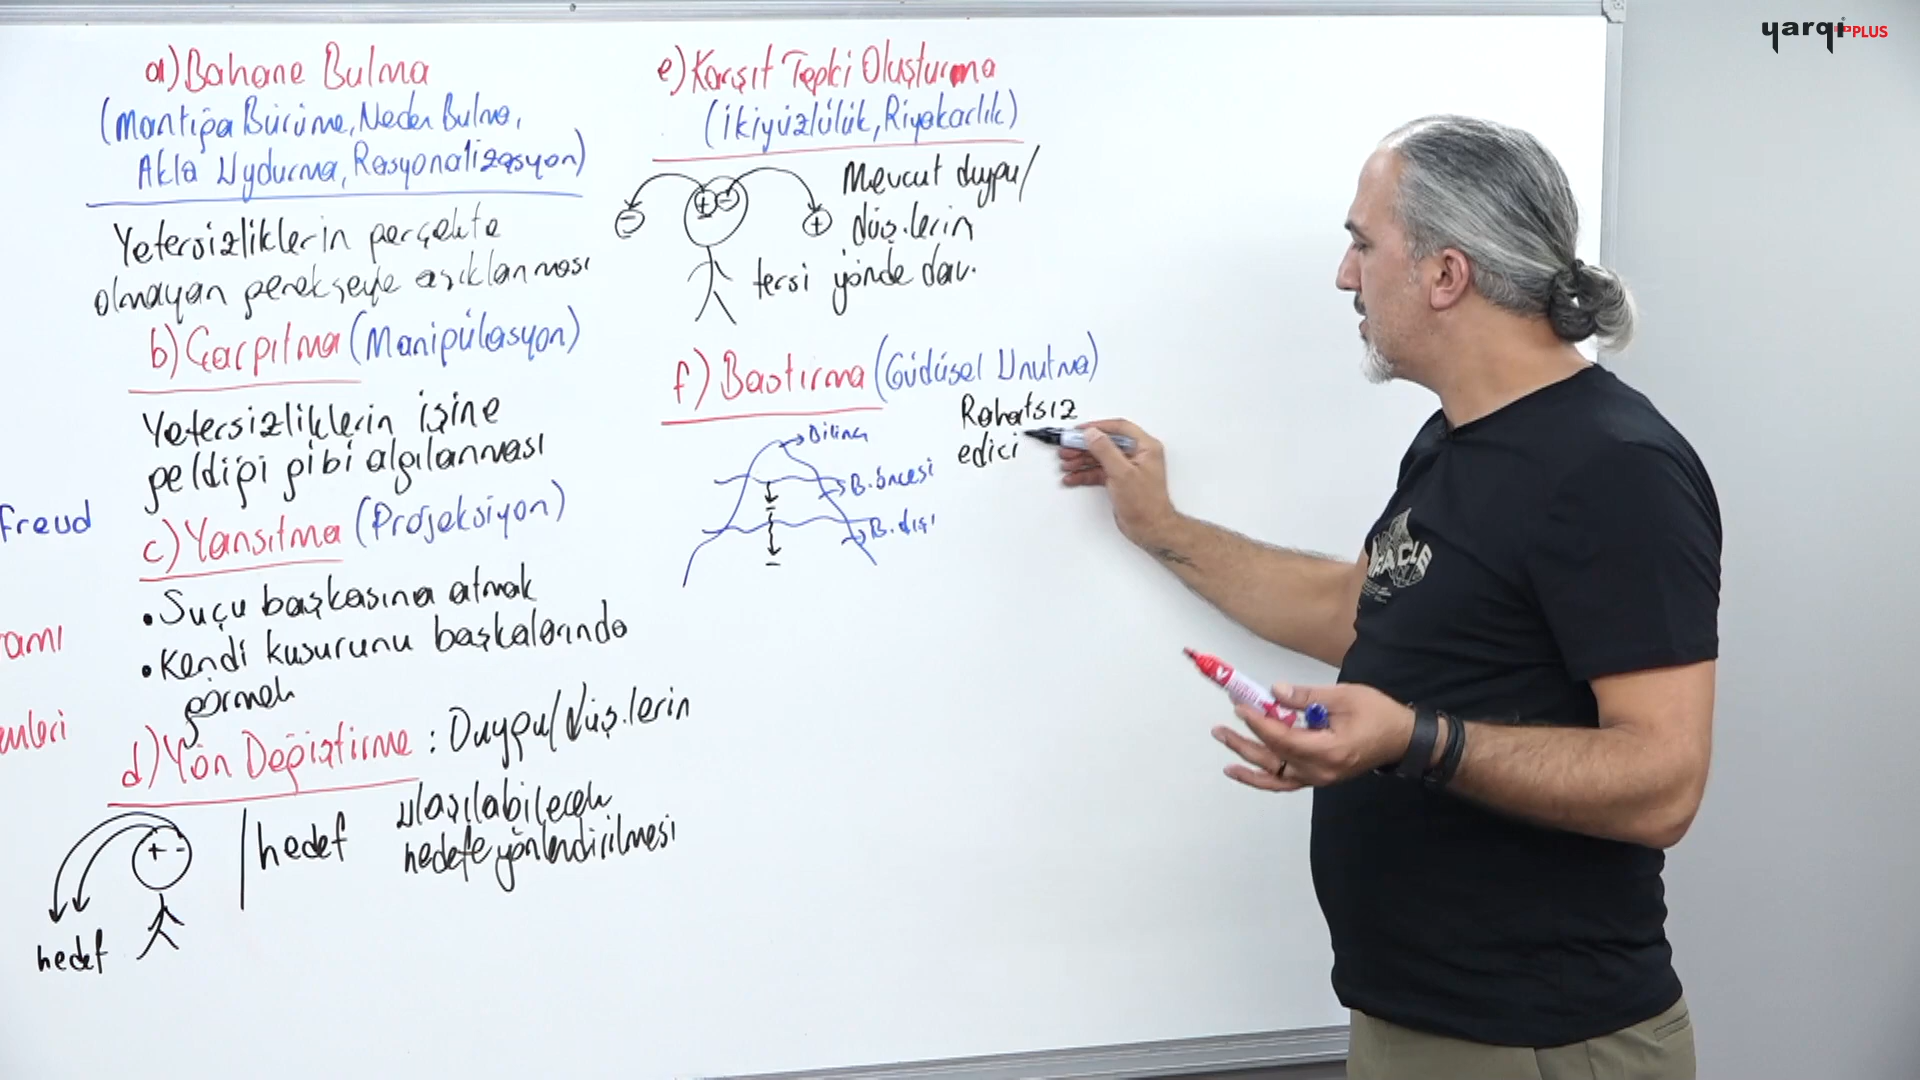 a) Bahane Bulma
(Mantığa Bürüme, Neden Bulma,
Akla Uydurma, Rasyonalizasyon)
Yetersizliklerin gerçekte
olmayan gerekçeyle açıklanması
b) Çarpıtma (Manipülasyon)
Yetersizliklerin işine
geldiği gibi algılanması
c) Yansıtma (Projeksiyon)
• Suçu başkasına atmak
• Kendi kusurunu başkalarında
görmek
d) Yön Değiştirme : Duygu/düş.lerin
ulaşılabilecek
hedefe yönlendirilmesi
+ -
hedef
hedef
Freud
ramı
mleri
e) Karşıt Tepki Oluşturma
(İkiyüzlülük, Riyakarlık)
- + - +
Mevcut duygu/
düş.lerin
tersi yönde dav.
f) Bastırma (Güdüsel Unutma)
Bilinç
B. öncesi
B. dışı
Rahatsız
edici
yarqı PLUS